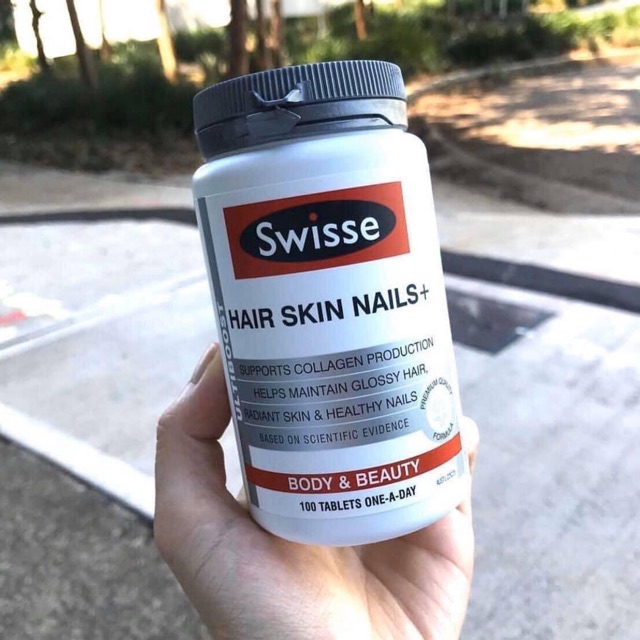 Swisse
HAIR SKIN NAILS+
ULTIBOOST
SUPPORTS COLLAGEN PRODUCTION
HELPS MAINTAIN GLOSSY HAIR,
RADIANT SKIN & HEALTHY NAILS
BASED ON SCIENTIFIC EVIDENCE
PREMIUM QUALITY
FORMULA
BODY & BEAUTY
100 TABLETS ONE-A-DAY